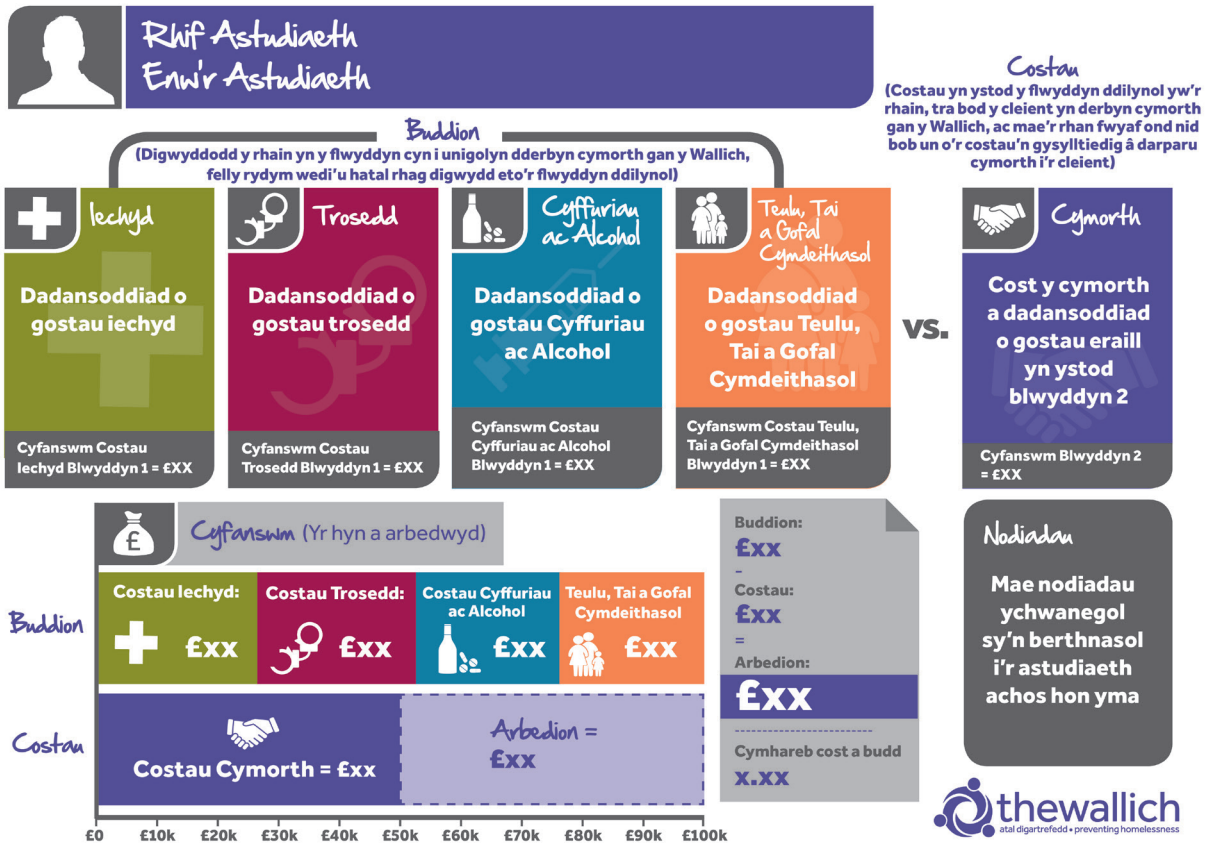 Rhif Astudiaeth
Enw'r Astudiaeth
Buddion
(Digwyddodd y rhain yn y flwyddyn cyn i unigolyn dderbyn cymorth gan y Wallich,
felly rydym wedi'u hatal rhag digwydd eto'r flwyddyn ddilynol)
Costau
(Costau yn ystod y flwyddyn ddilynol yw'r
rhain, tra bod y cleient yn derbyn cymorth
gan y Wallich, ac mae'r rhan fwyaf ond nid
bob un o'r costau'n gysylltiedig â darparu
cymorth i'r cleient)
Iechyd
Dadansoddiad o
gostau iechyd
Cyfanswm Costau
Iechyd Blwyddyn 1 = £XX
Trosedd
Dadansoddiad o
gostau trosedd
Cyfanswm Costau
Trosedd Blwyddyn 1 = £XX
Cyffuriau
ac Alcohol
Dadansoddiad o
gostau Cyffuriau
ac Alcohol
Cyfanswm Costau
Cyffuriau ac Alcohol
Blwyddyn 1 = £XX
Teulu, Tai
a Gofal
Cymdeithasol
Dadansoddiad
o gostau Teulu,
Tai a Gofal
Cymdeithasol
Cyfanswm Costau Teulu,
Tai a Gofal Cymdeithasol
Blwyddyn 1 = £XX
vs.
Cymorth
Cost y cymorth
a dadansoddiad
o gostau eraill
yn ystod
blwyddyn 2
Cyfanswm Blwyddyn 2
= £XX
£
Cyfanswm (Yr hyn a arbedwyd)
Buddion
Costau Iechyd:
£xx
Costau Trosedd:
£xx
Costau Cyffuriau
ac Alcohol
£xx
Teulu, Tai a Gofal
Cymdeithasol
£xx
Costau
Costau Cymorth = £xx
Arbedion =
£xx
£0 £10k £20k £30k £40k £50k £60k £70k £80k £90k £100k
Buddion:
£xx
-
Costau:
£xx
=
Arbedion:
£xx
Cymhareb cost a budd
x.xx
Nodiadau
Mae nodiadau
ychwanegol
sy'n berthnasol
i'r astudiaeth
achos hon yma
thewallich
atal digartrefedd • preventing homelessness